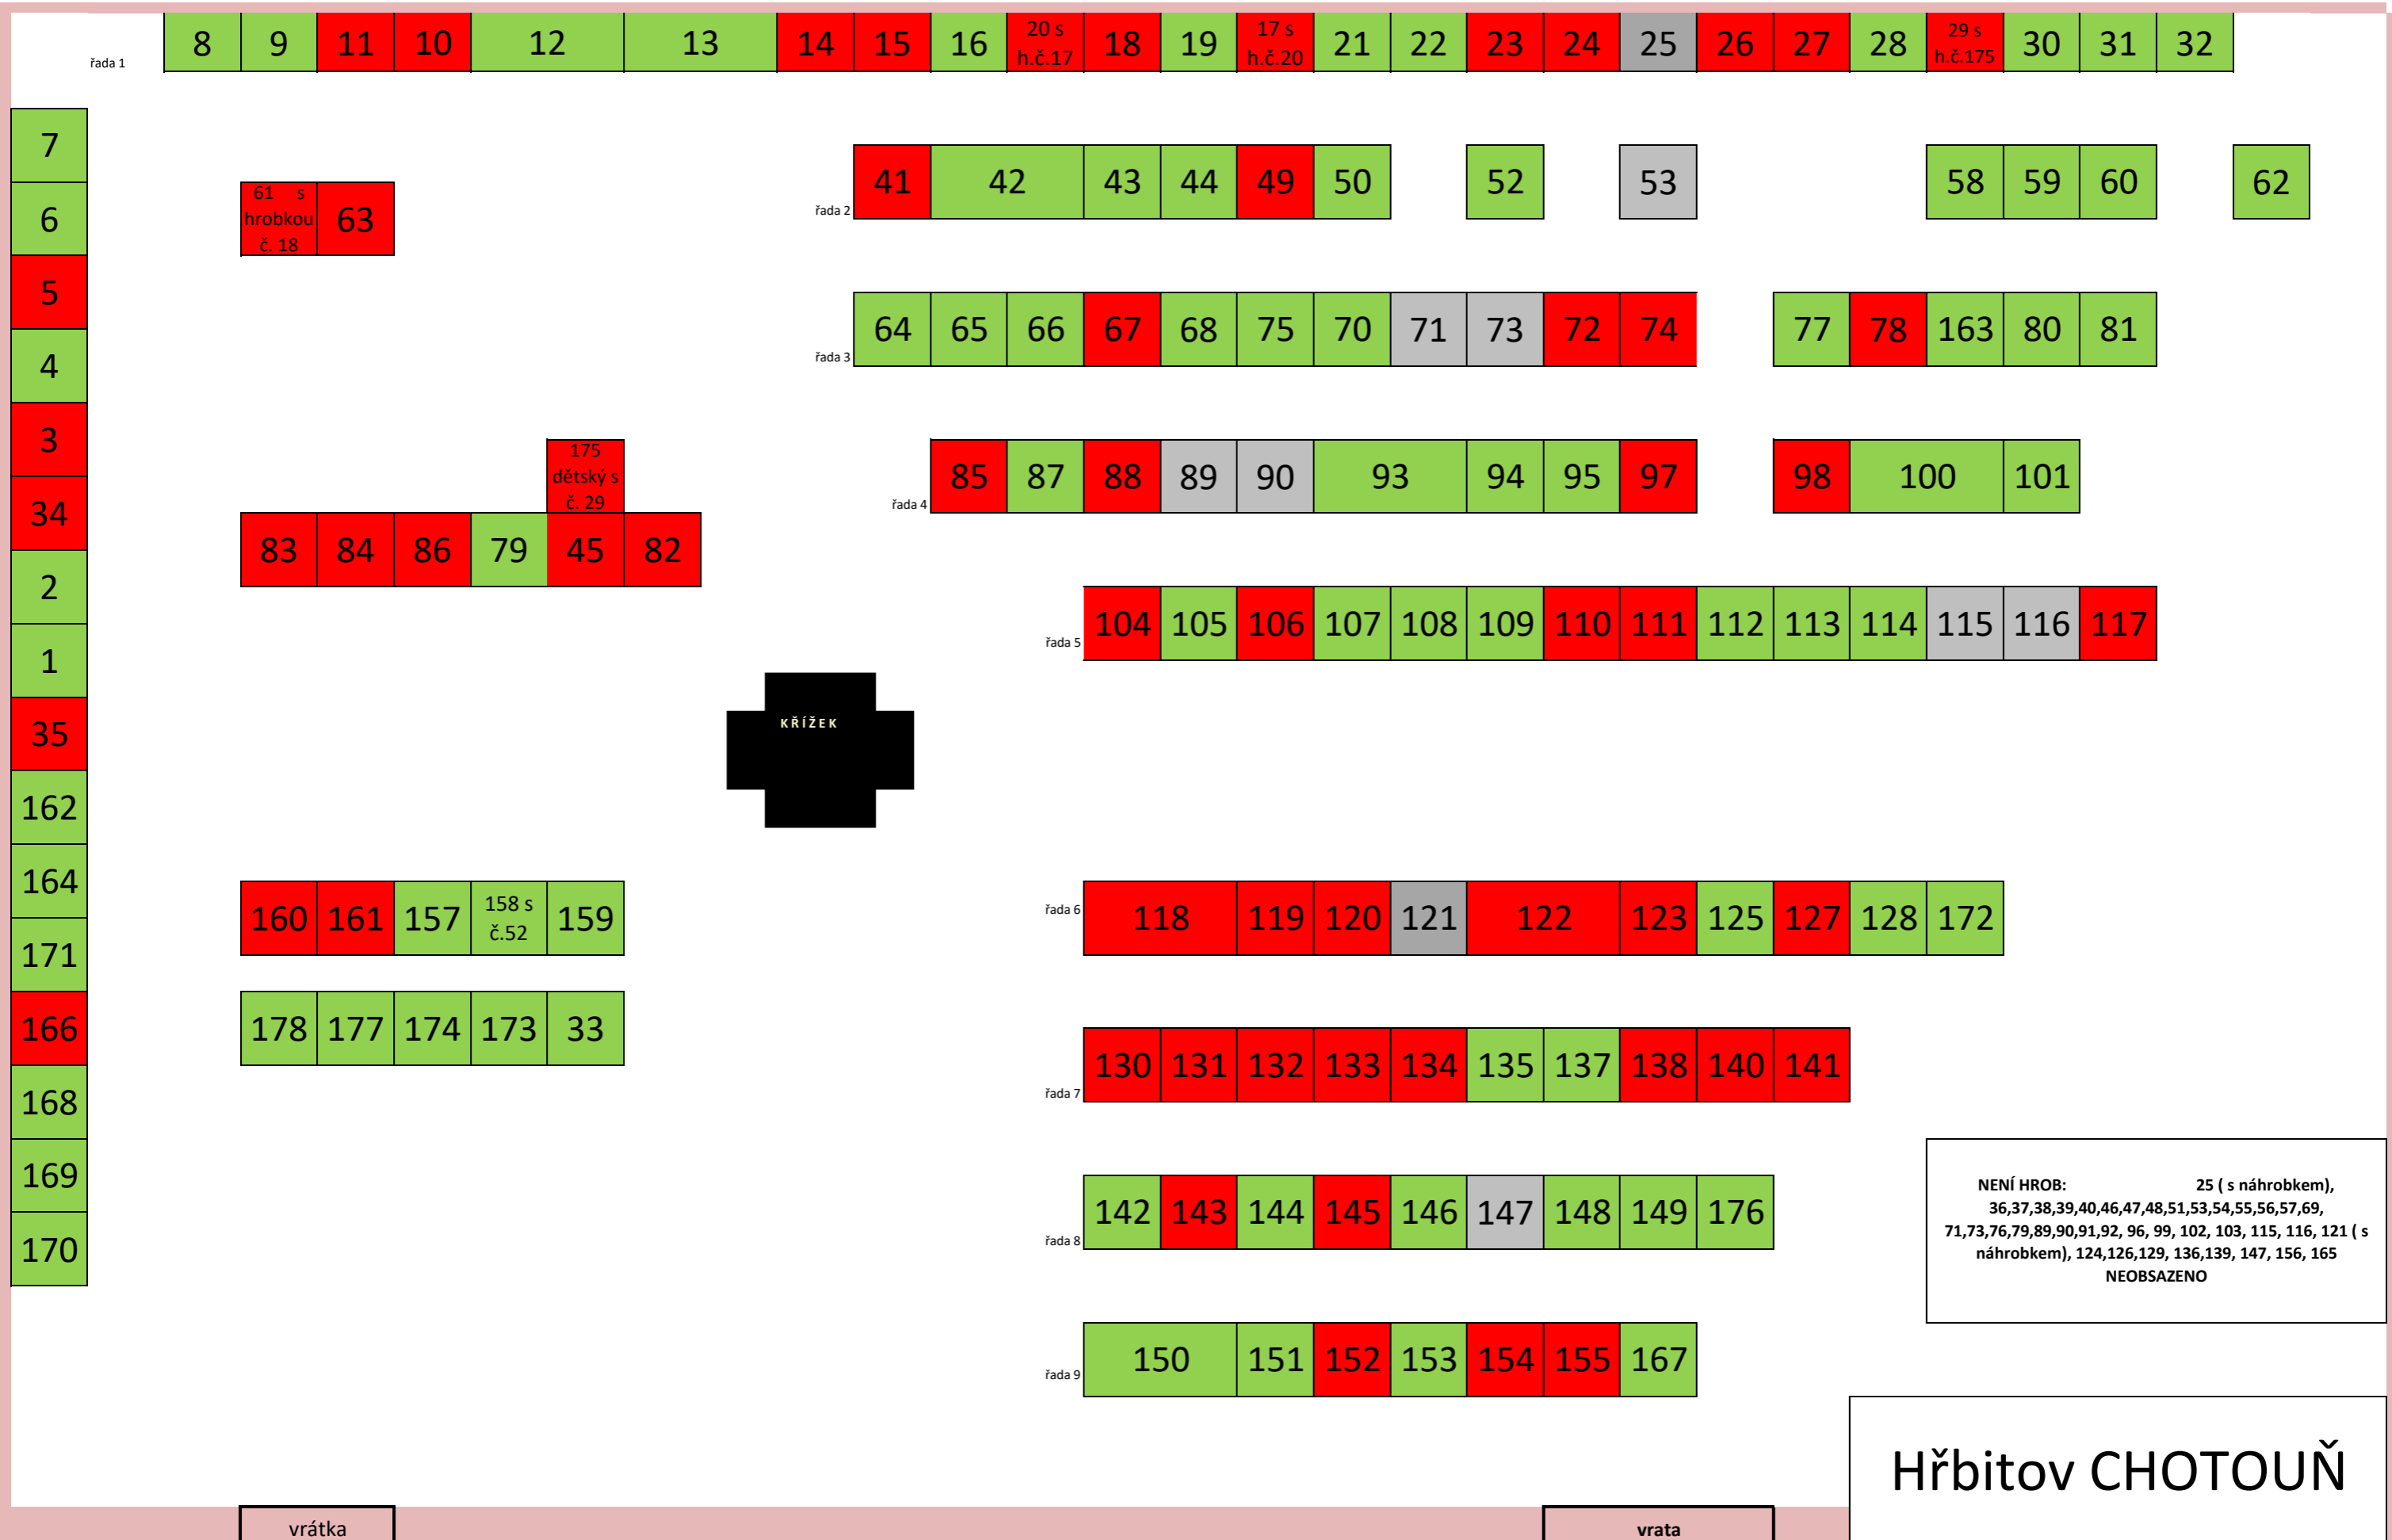 řada 1
8 9 11 10 12 13 14 15 16 20 s h.č.17 18 19 17 s h.č.20 21 22 23 24 25 26 27 28 29 s h.č.175 30 31 32
7
6
5
4
3
34
2
1
35
162
164
171
166
168
169
170
61 s
hrobkou
č. 18
63
řada 2
41 42 43 44 49 50 52 53 58 59 60 62
řada 3
64 65 66 67 68 75 70 71 73 72 74 77 78 163 80 81
175
dětský s
č. 29
83 84 86 79 45 82
řada 4
85 87 88 89 90 93 94 95 97 98 100 101
řada 5
104 105 106 107 108 109 110 111 112 113 114 115 116 117
KŘÍŽEK
160 161 157 158 s č.52 159
178 177 174 173 33
řada 6
118 119 120 121 122 123 125 127 128 172
řada 7
130 131 132 133 134 135 137 138 140 141
řada 8
142 143 144 145 146 147 148 149 176
řada 9
150 151 152 153 154 155 167
NENÍ HROB: 25 ( s náhrobkem),
36,37,38,39,40,46,47,48,51,53,54,55,56,57,69,
71,73,76,79,89,90,91,92, 96, 99, 102, 103, 115, 116, 121 ( s
náhrobkem), 124,126,129, 136,139, 147, 156, 165
NEOBSAZENO
Hřbitov CHOTOUŇ
vrátka
vrata